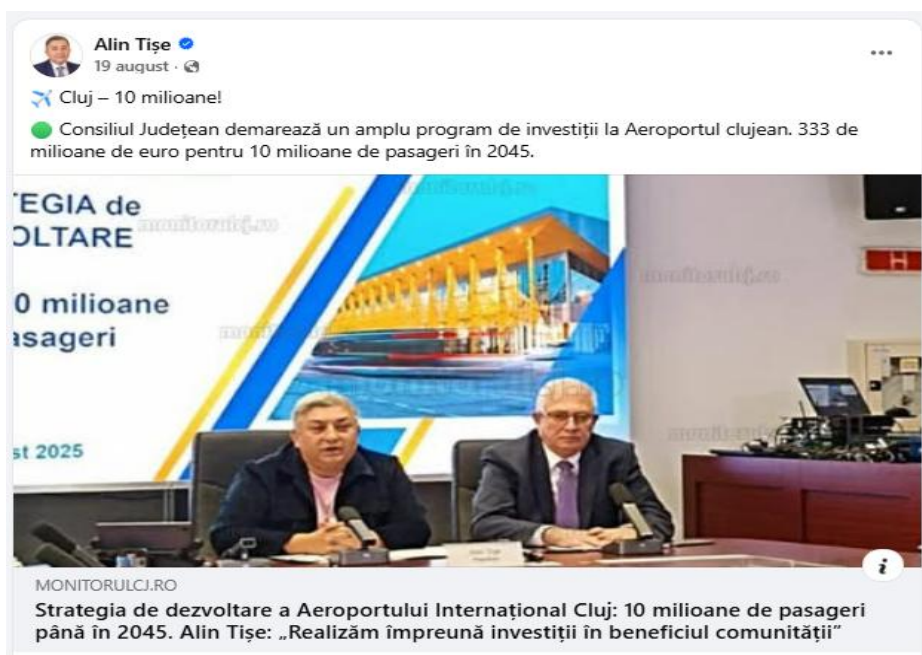 Alin Tișe
19 august
Cluj – 10 milioane!
Consiliul Județean demarează un amplu program de investiții la Aeroportul clujean. 333 de
milioane de euro pentru 10 milioane de pasageri în 2045.
EGIA de
OLTARE
monitorulcj.ro
0 milioane
asageri
st 2025
MONITORULCJ.RO
Strategia de dezvoltare a Aeroportului Internațional Cluj: 10 milioane de pasageri
până în 2045. Alin Tișe: „Realizăm împreună investiții în beneficiul comunității”